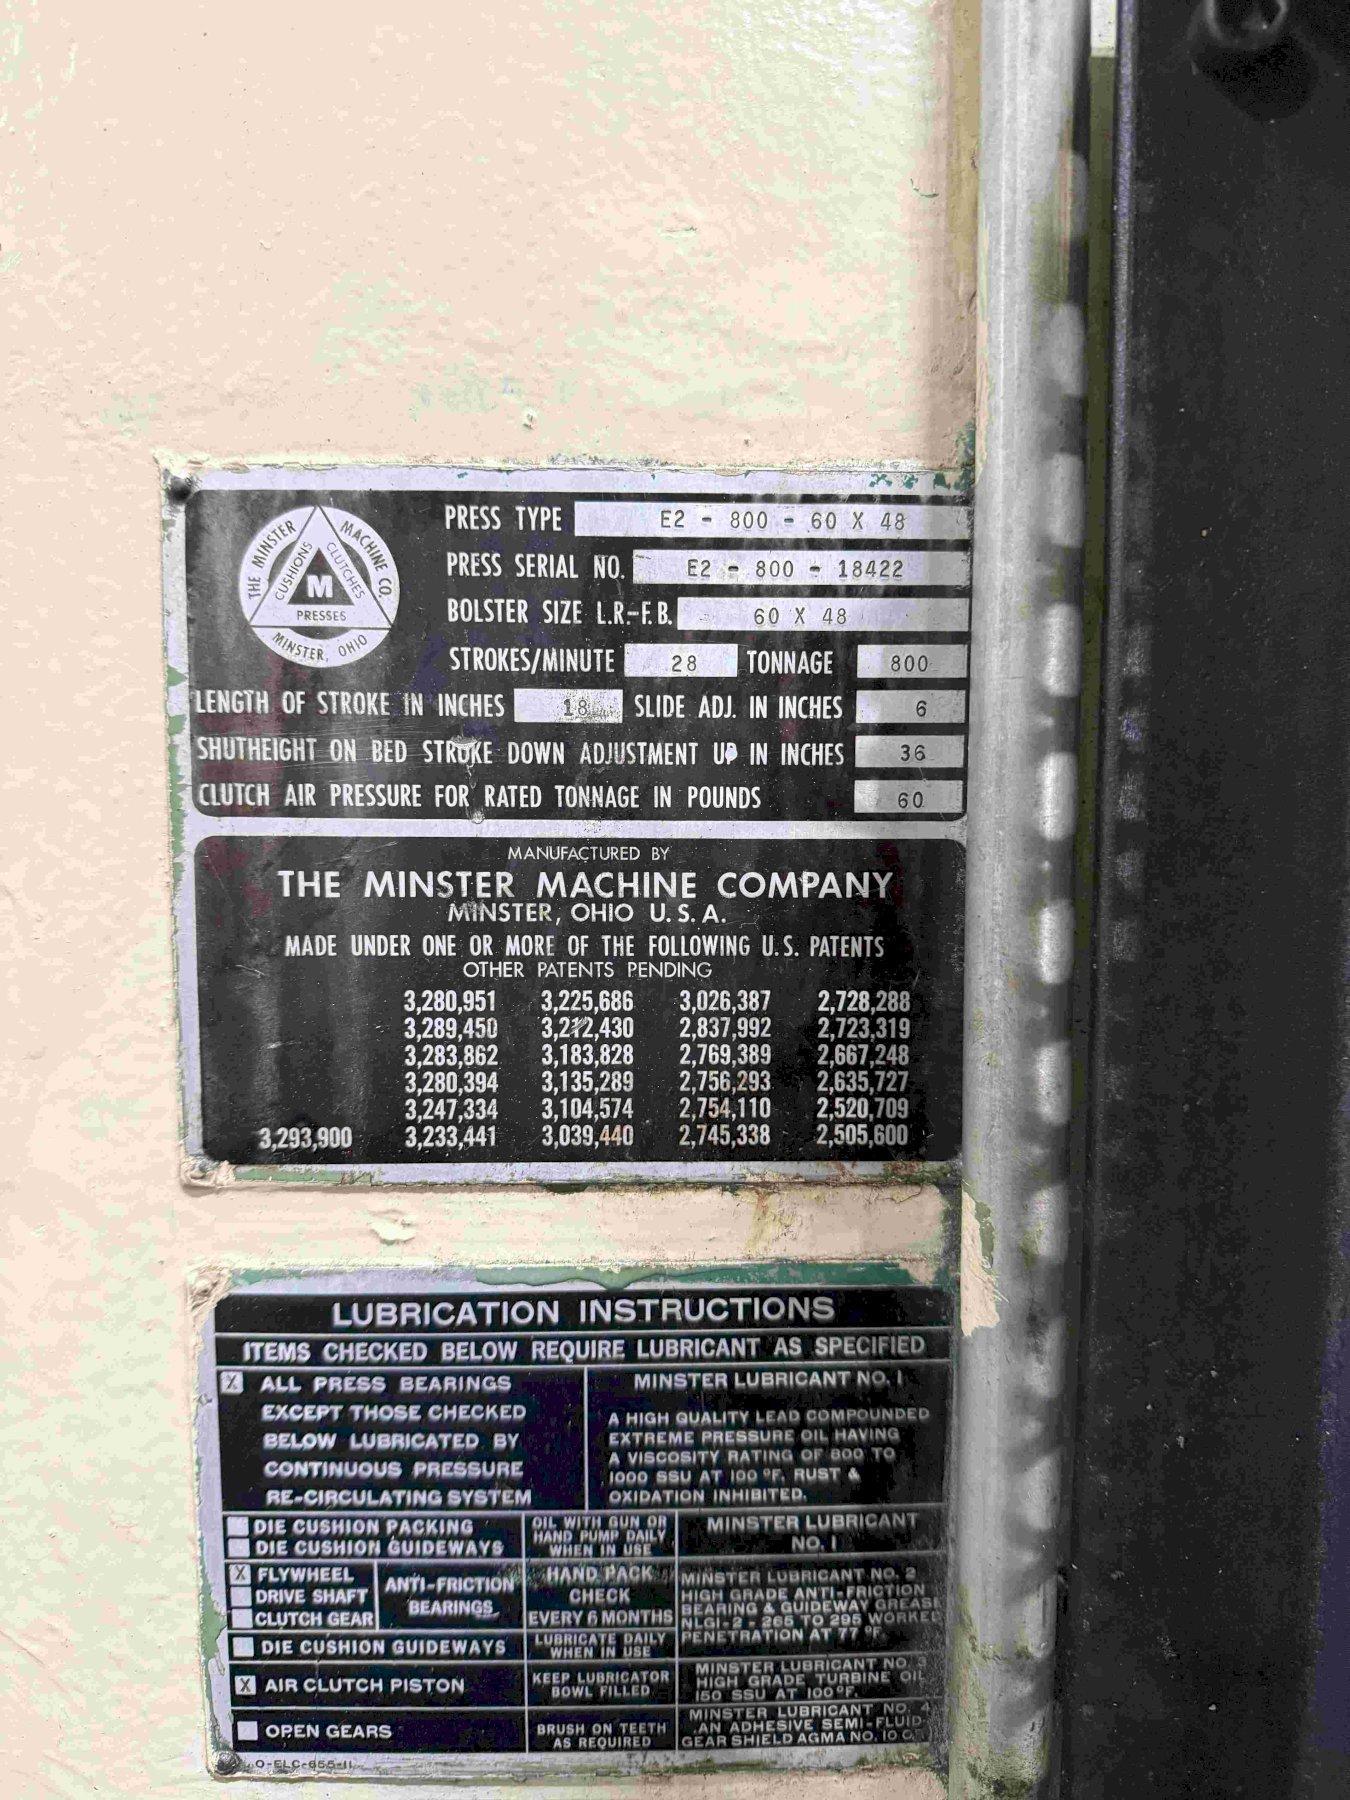 THE MINSTER MACHINE CO.
CUSHIONS CLUTCHES
M
PRESSES
MINSTER, OHIO
PRESS TYPE E2 - 800 - 60 X 48
PRESS SERIAL NO. E2 - 800 - 18422
BOLSTER SIZE L.R.-F.B. 60 X 48
STROKES/MINUTE 28 TONNAGE 800
LENGTH OF STROKE IN INCHES 18 SLIDE ADJ. IN INCHES 6
SHUTHEIGHT ON BED STROKE DOWN ADJUSTMENT UP IN INCHES 36
CLUTCH AIR PRESSURE FOR RATED TONNAGE IN POUNDS 60
MANUFACTURED BY
THE MINSTER MACHINE COMPANY
MINSTER, OHIO U.S.A.
MADE UNDER ONE OR MORE OF THE FOLLOWING U.S. PATENTS
OTHER PATENTS PENDING
3,280,951 3,225,686 3,026,387 2,728,288
3,289,450 3,212,430 2,837,992 2,723,319
3,283,862 3,183,828 2,769,389 2,667,248
3,280,394 3,135,289 2,756,293 2,635,727
3,247,334 3,104,574 2,754,110 2,520,709
3,293,900 3,233,441 3,039,440 2,745,338 2,505,600
LUBRICATION INSTRUCTIONS
ITEMS CHECKED BELOW REQUIRE LUBRICANT AS SPECIFIED
X ALL PRESS BEARINGS
EXCEPT THOSE CHECKED
BELOW LUBRICATED BY
CONTINUOUS PRESSURE
RE-CIRCULATING SYSTEM
MINSTER LUBRICANT NO. 1
A HIGH QUALITY LEAD COMPOUNDED
EXTREME PRESSURE OIL HAVING
A VISCOSITY RATING OF 800 TO
1000 SSU AT 100 °F. RUST &
OXIDATION INHIBITED.
DIE CUSHION PACKING
DIE CUSHION GUIDEWAYS
OIL WITH GUN OR
HAND PUMP DAILY
WHEN IN USE
MINSTER LUBRICANT
NO. 1
X FLYWHEEL
DRIVE SHAFT
CLUTCH GEAR
ANTI-FRICTION
BEARINGS
HAND PACK
CHECK
EVERY 6 MONTHS
MINSTER LUBRICANT NO. 2
HIGH GRADE ANTI-FRICTION
BEARING & GUIDEWAY GREASE
NLGI-2 - 265 TO 295 WORKED
PENETRATION AT 77 °F.
DIE CUSHION GUIDEWAYS
LUBRICATE DAILY
WHEN IN USE
X AIR CLUTCH PISTON
KEEP LUBRICATOR
BOWL FILLED
MINSTER LUBRICANT NO. 3
HIGH GRADE TURBINE OIL
150 SSU AT 100 °F.
OPEN GEARS
BRUSH ON TEETH
AS REQUIRED
MINSTER LUBRICANT NO. 4
AN ADHESIVE SEMI-FLUID
GEAR SHIELD AGMA NO. 10
O-ELC-655-11